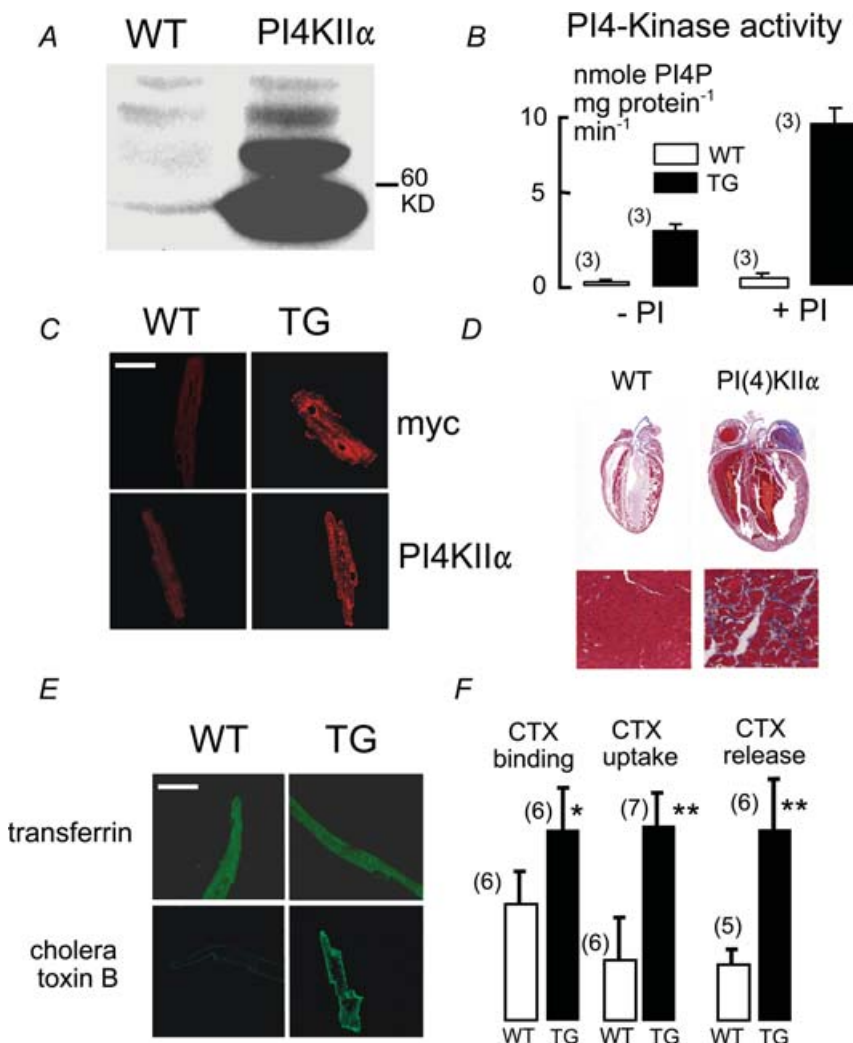 A
WT PI4KIIα
60
KD
B
PI4-Kinase activity
nmole PI4P
mg protein⁻¹
min⁻¹
10
5
0
WT
TG
(3) (3) (3) (3)
- PI + PI
C
WT TG
myc
PI4KIIα
D
WT PI(4)KIIα
E
WT TG
transferrin
cholera
toxin B
F
CTX CTX CTX
binding uptake release
(6) (6) * (6) (7) ** (5) (6) **
WT TG WT TG WT TG